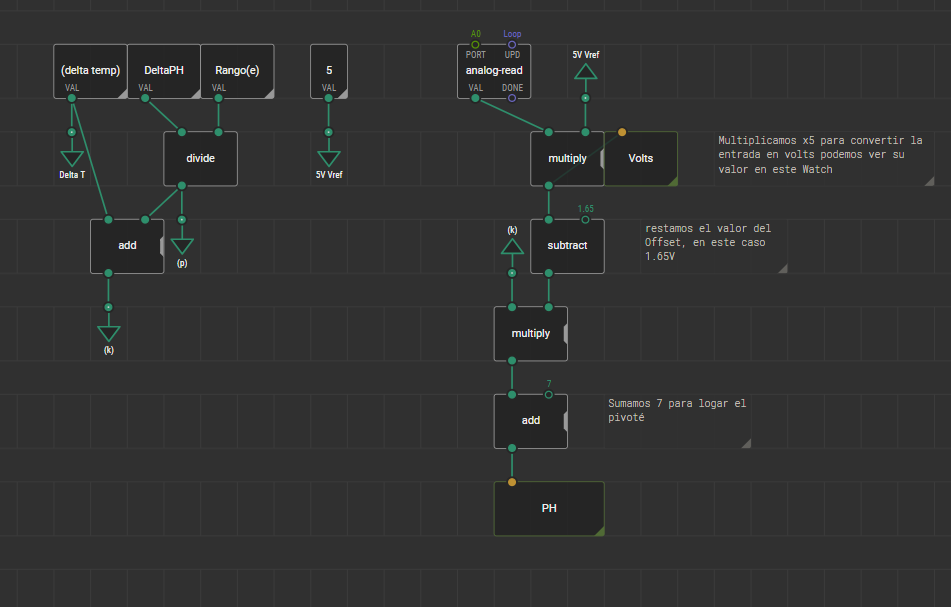 A0 Loop
PORT UPD
5V Vref
(delta temp) DeltaPH Rango(e) 5 analog-read
VAL VAL VAL VAL VAL DONE
divide multiply Volts
Multiplicamos x5 para convertir la
entrada en volts podemos ver su
valor en este Watch
Delta T 5V Vref
1.65
add (p) (k) subtract
restamos el valor del
Offset, en este caso
1.65V
multiply
(k)
7
add
Sumamos 7 para logar el
pivoté
PH